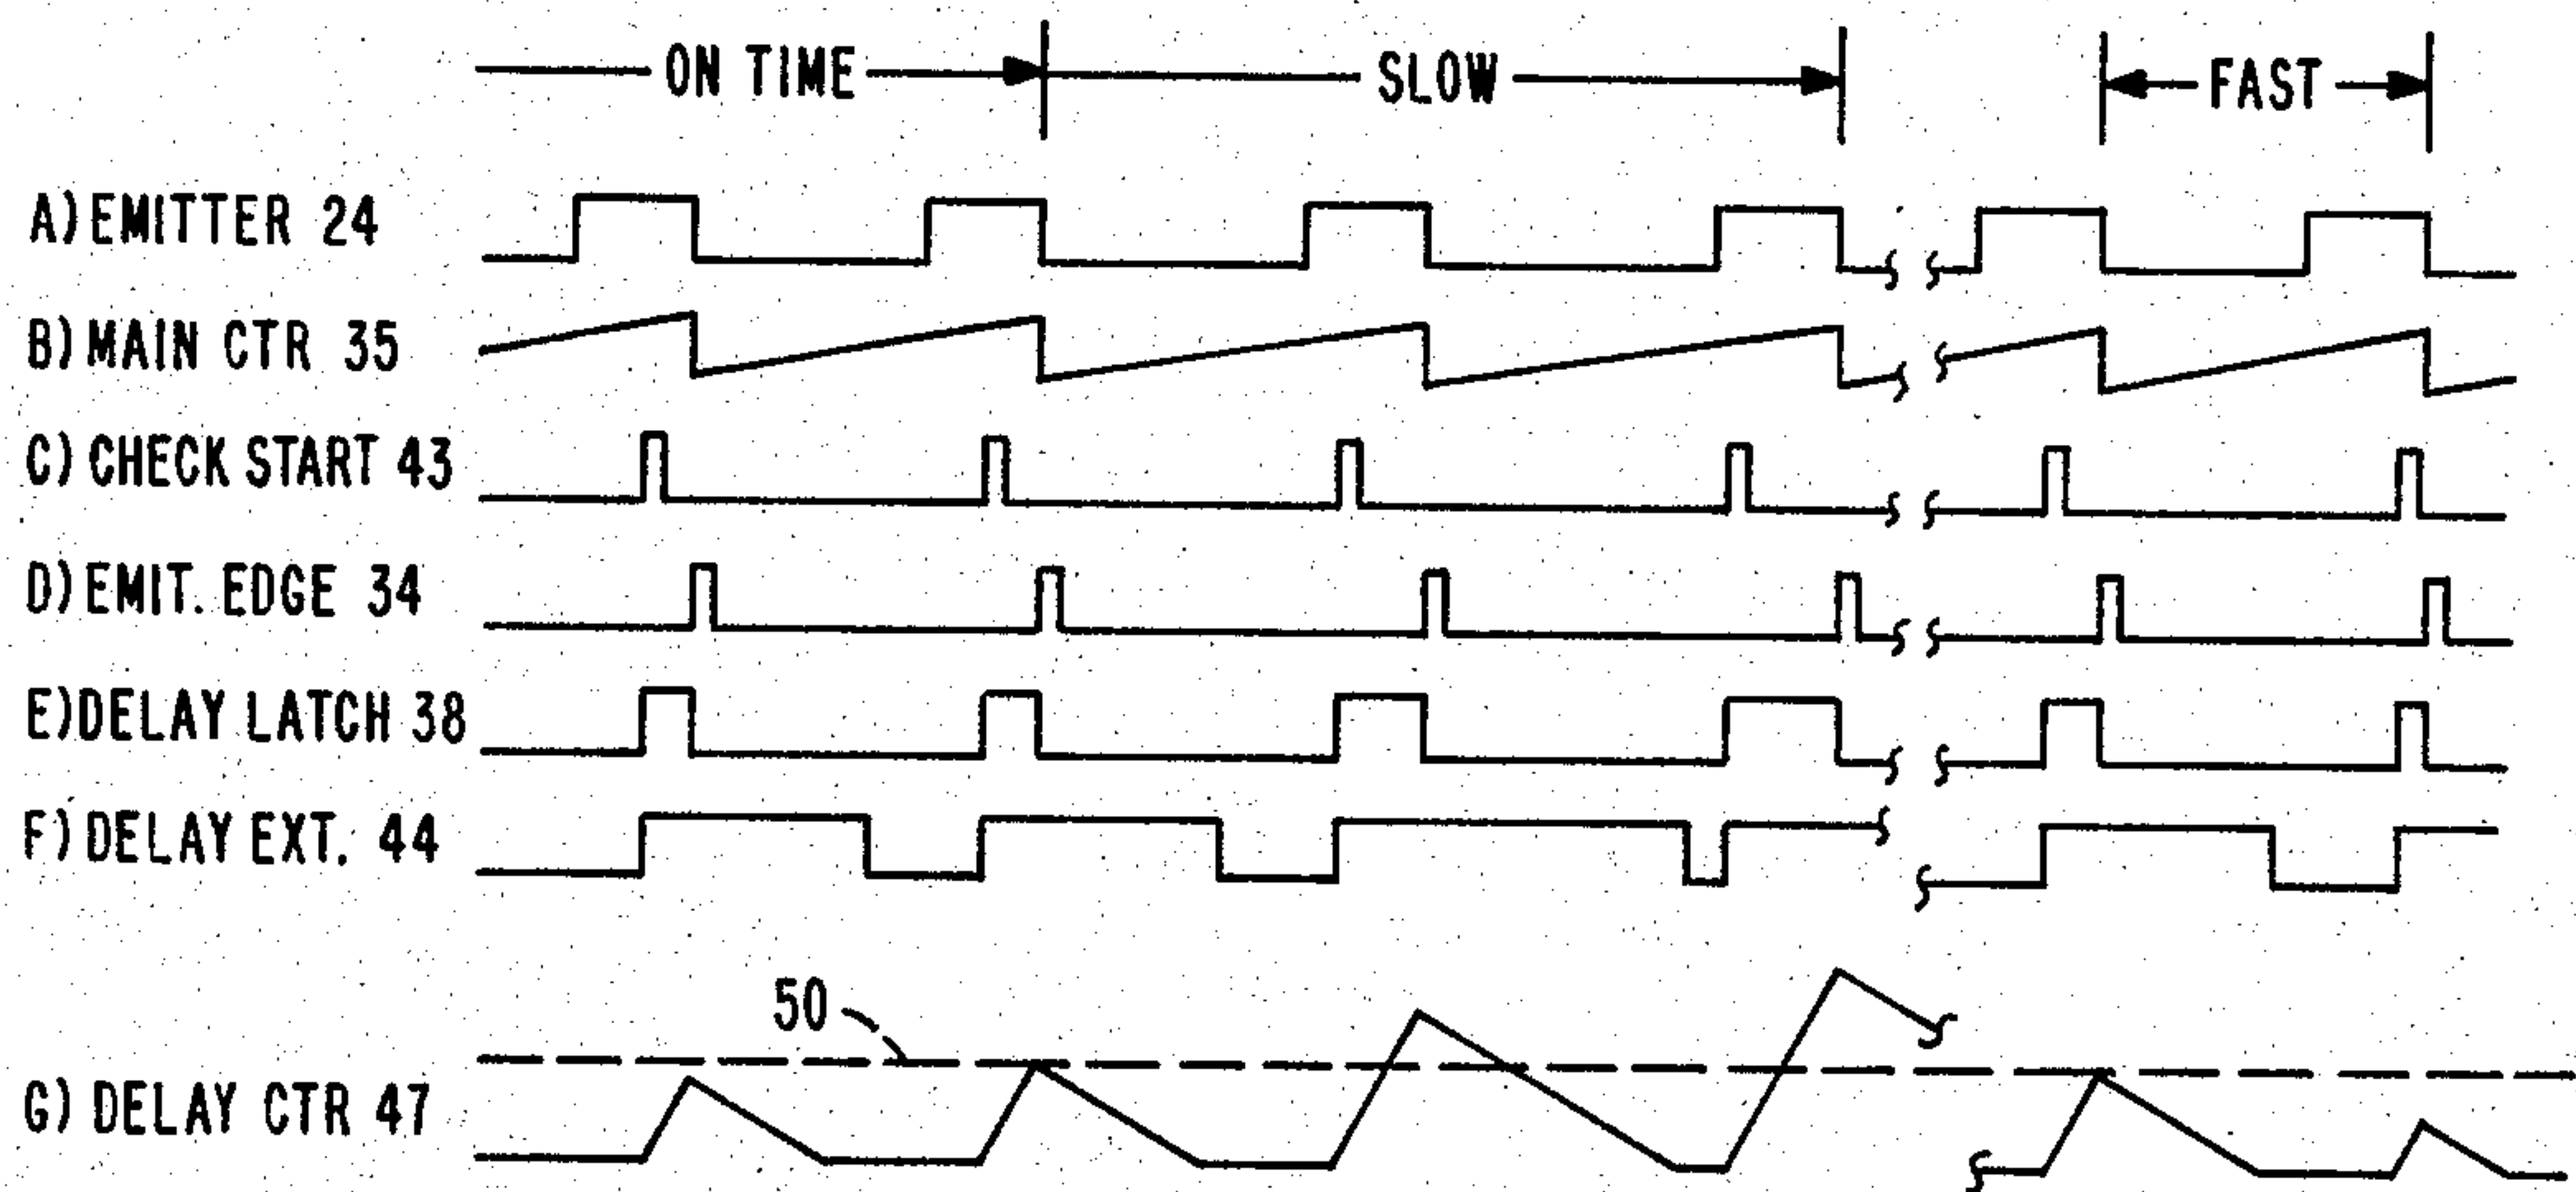 ON TIME SLOW FAST
A) EMITTER 24
B) MAIN CTR 35
C) CHECK START 43
D) EMIT. EDGE 34
E) DELAY LATCH 38
F) DELAY EXT. 44
50
G) DELAY CTR 47